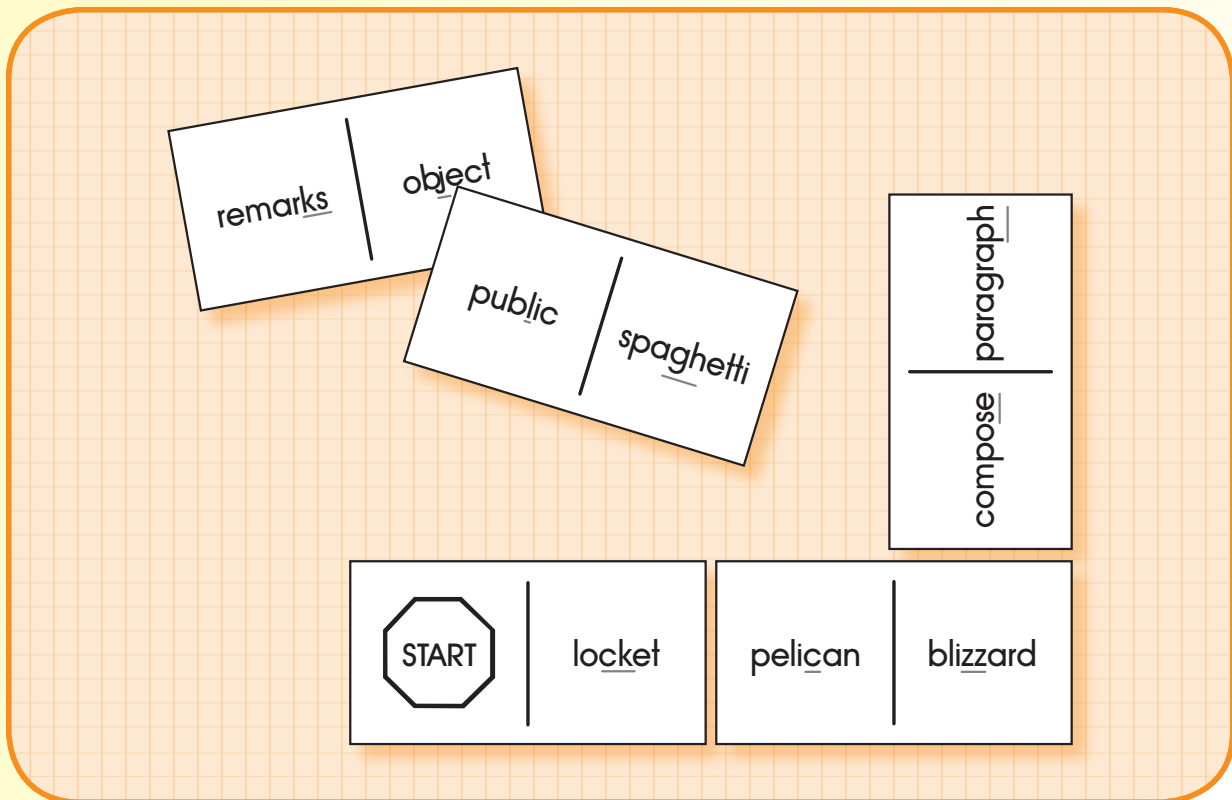 remarks
object
public
spaghetti
paragraph
compose
START
locket
pelican
blizzard